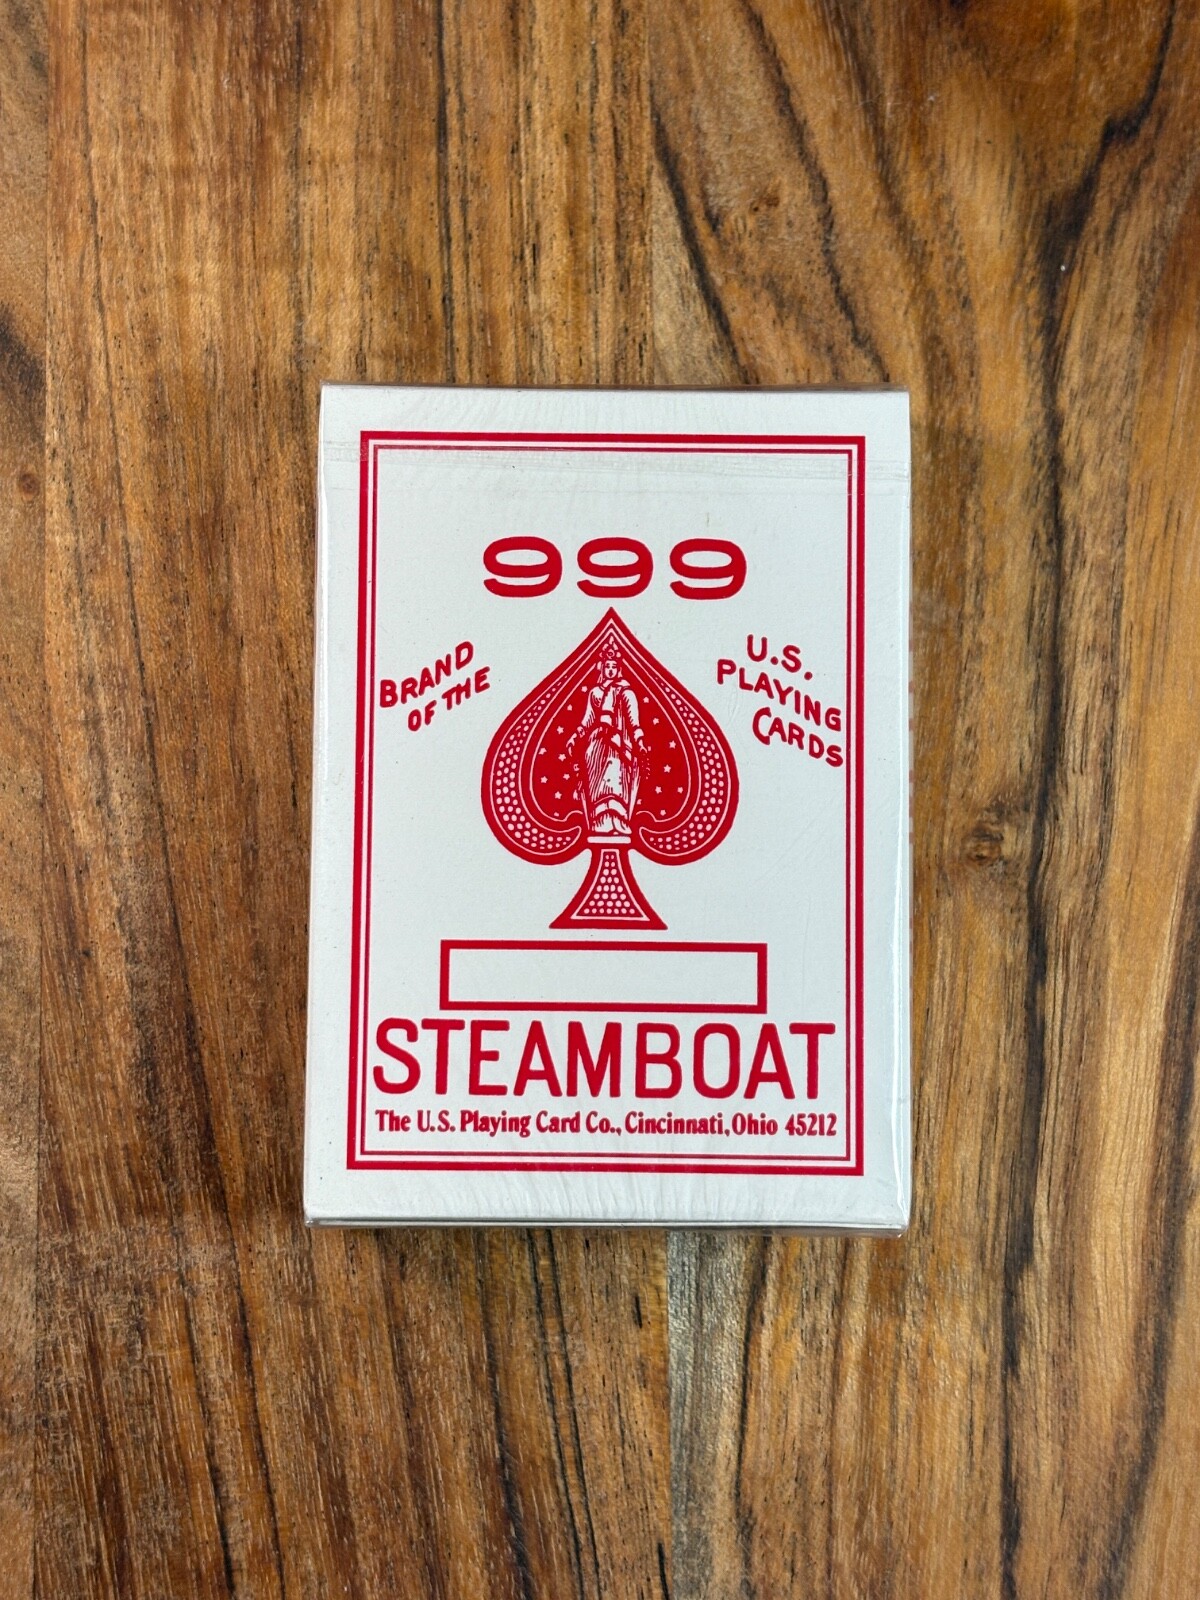 999
BRAND
OF THE
U.S.
PLAYING
CARDS
STEAMBOAT
The U.S. Playing Card Co., Cincinnati, Ohio 45212